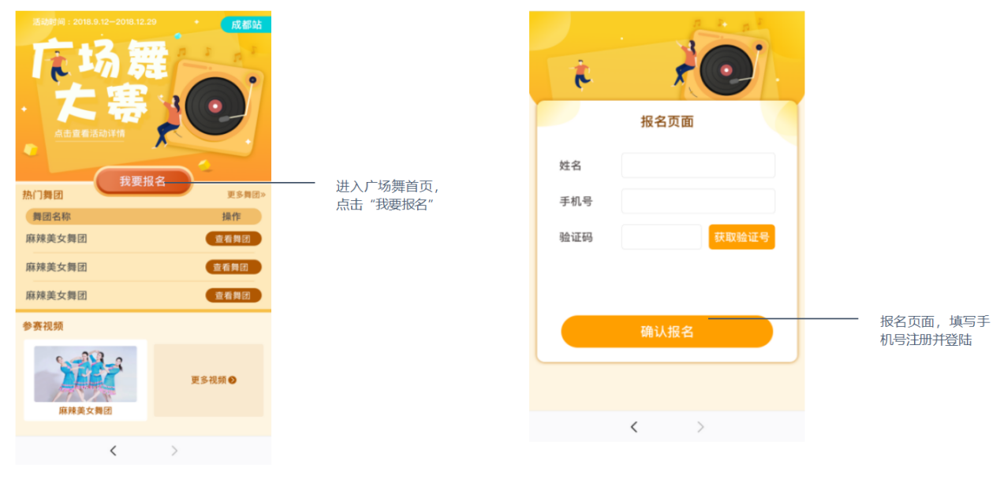 活动时间：2018.9.12—2018.12.29
成都站
广场舞
大赛
点击查看活动详情
我要报名
热门舞团
更多舞团»
舞团名称
操作
麻辣美女舞团
查看舞团
麻辣美女舞团
查看舞团
麻辣美女舞团
查看舞团
参赛视频
麻辣美女舞团
更多视频
进入广场舞首页，
点击“我要报名”
报名页面
姓名
手机号
验证码
获取验证号
确认报名
报名页面，填写手
机号注册并登陆